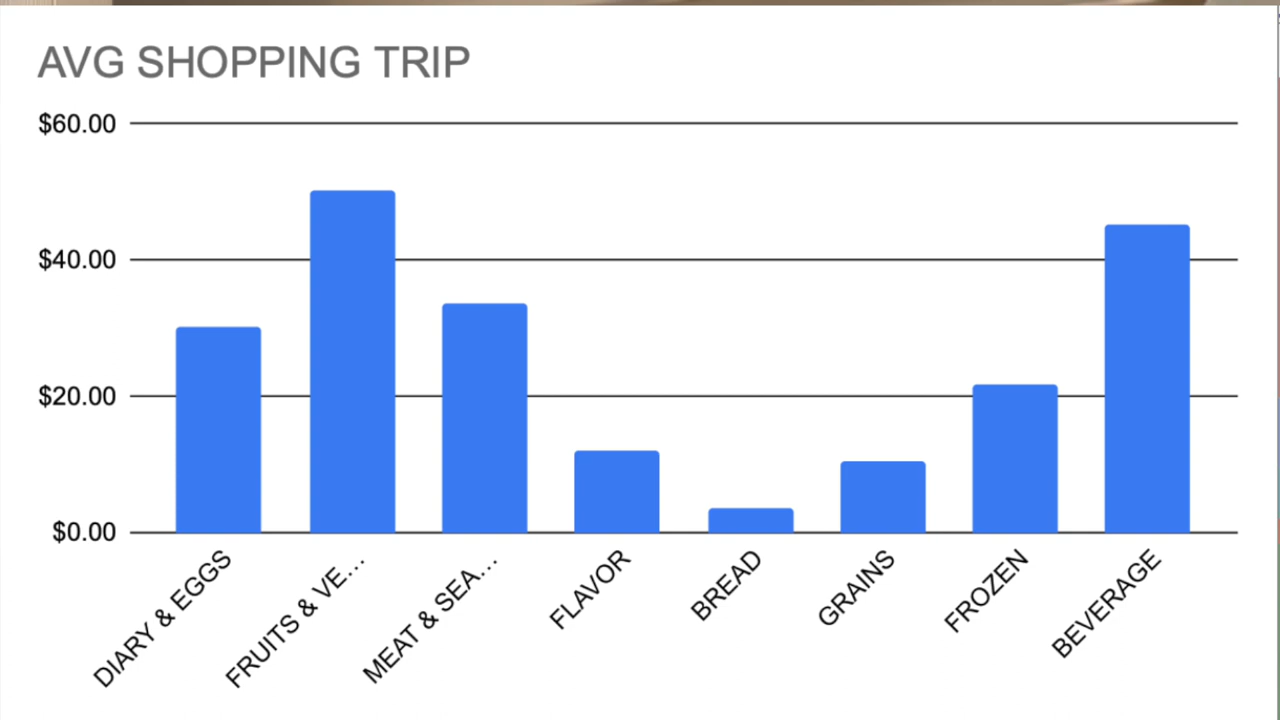 AVG SHOPPING TRIP
$60.00
$40.00
$20.00
$0.00
DIARY & EGGS
FRUITS & VE...
MEAT & SEA...
FLAVOR
BREAD
GRAINS
FROZEN
BEVERAGE